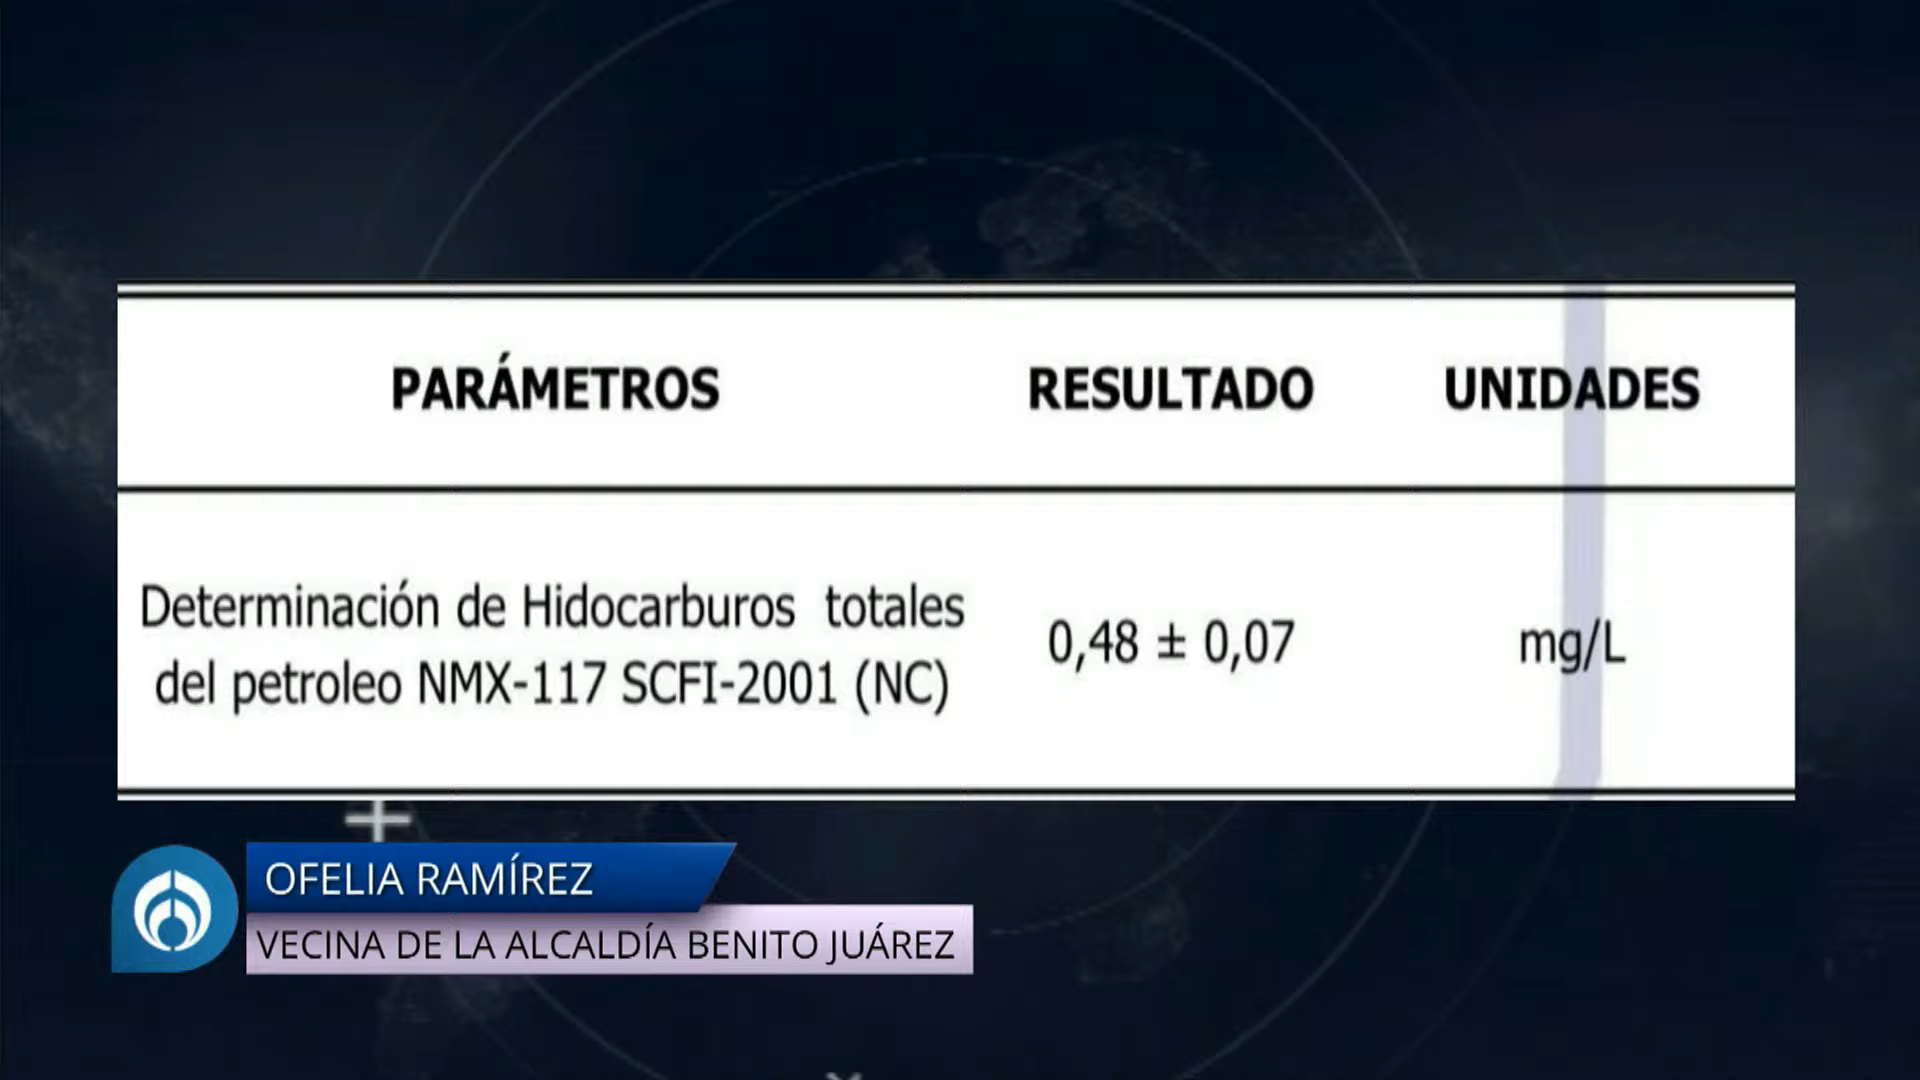 PARÁMETROS RESULTADO UNIDADES
Determinación de Hidocarburos totales
del petroleo NMX-117 SCFI-2001 (NC)
0,48 ± 0,07 mg/L
OFELIA RAMÍREZ
VECINA DE LA ALCALDÍA BENITO JUÁREZ